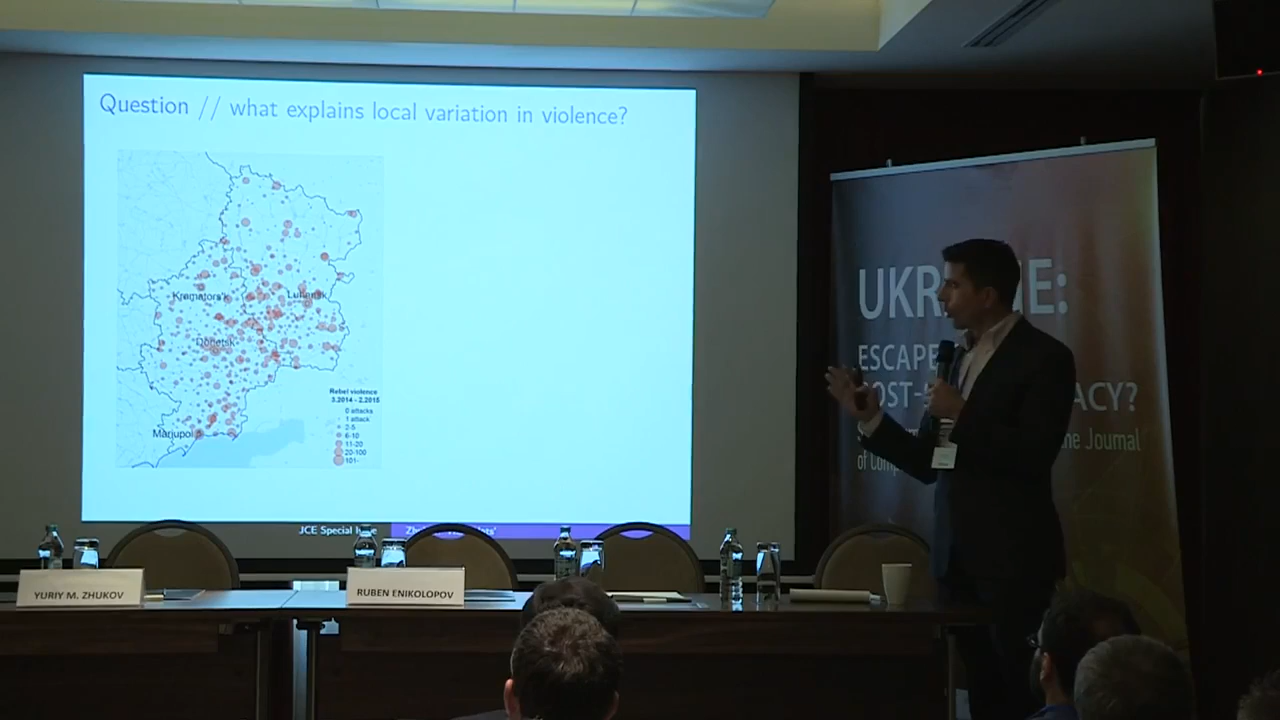 Question // what explains local variation in violence?
Kramators'k
Luhansk
Donetsk
Mariupol
Rebel violence
3.2014 - 2.2015
0 attacks
1 attack
2-5
6-10
11-20
20-100
101-
JCE Special Issue
YURIY M. ZHUKOV
RUBEN ENIKOLOPOV
UKR NE:
ESCAPE
OST- ACY?
he Journal
of Comp